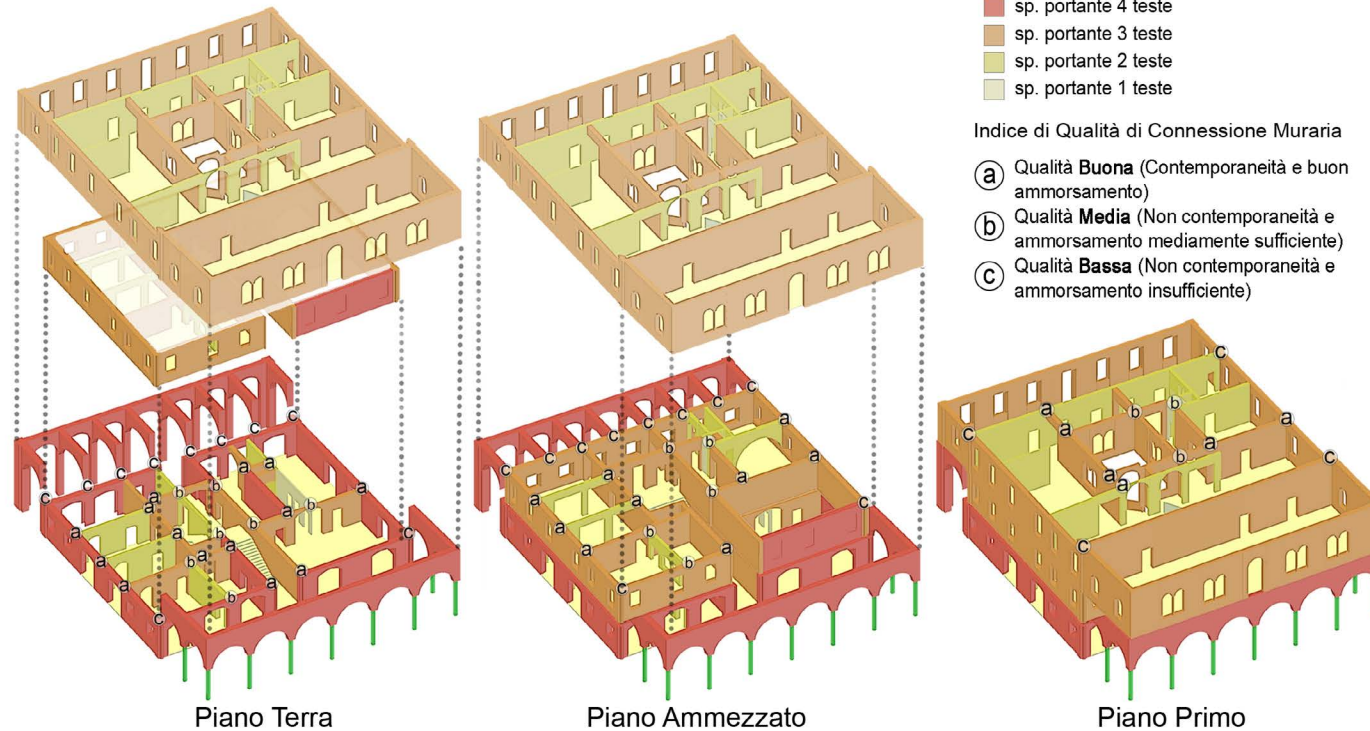 sp. portante 4 teste
sp. portante 3 teste
sp. portante 2 teste
sp. portante 1 teste
Indice di Qualità di Connessione Muraria
a Qualità Buona (Contemporaneità e buon
ammorsamento)
b Qualità Media (Non contemporaneità e
ammorsamento mediamente sufficiente)
c Qualità Bassa (Non contemporaneità e
ammorsamento insufficiente)
Piano Terra
Piano Ammezzato
Piano Primo